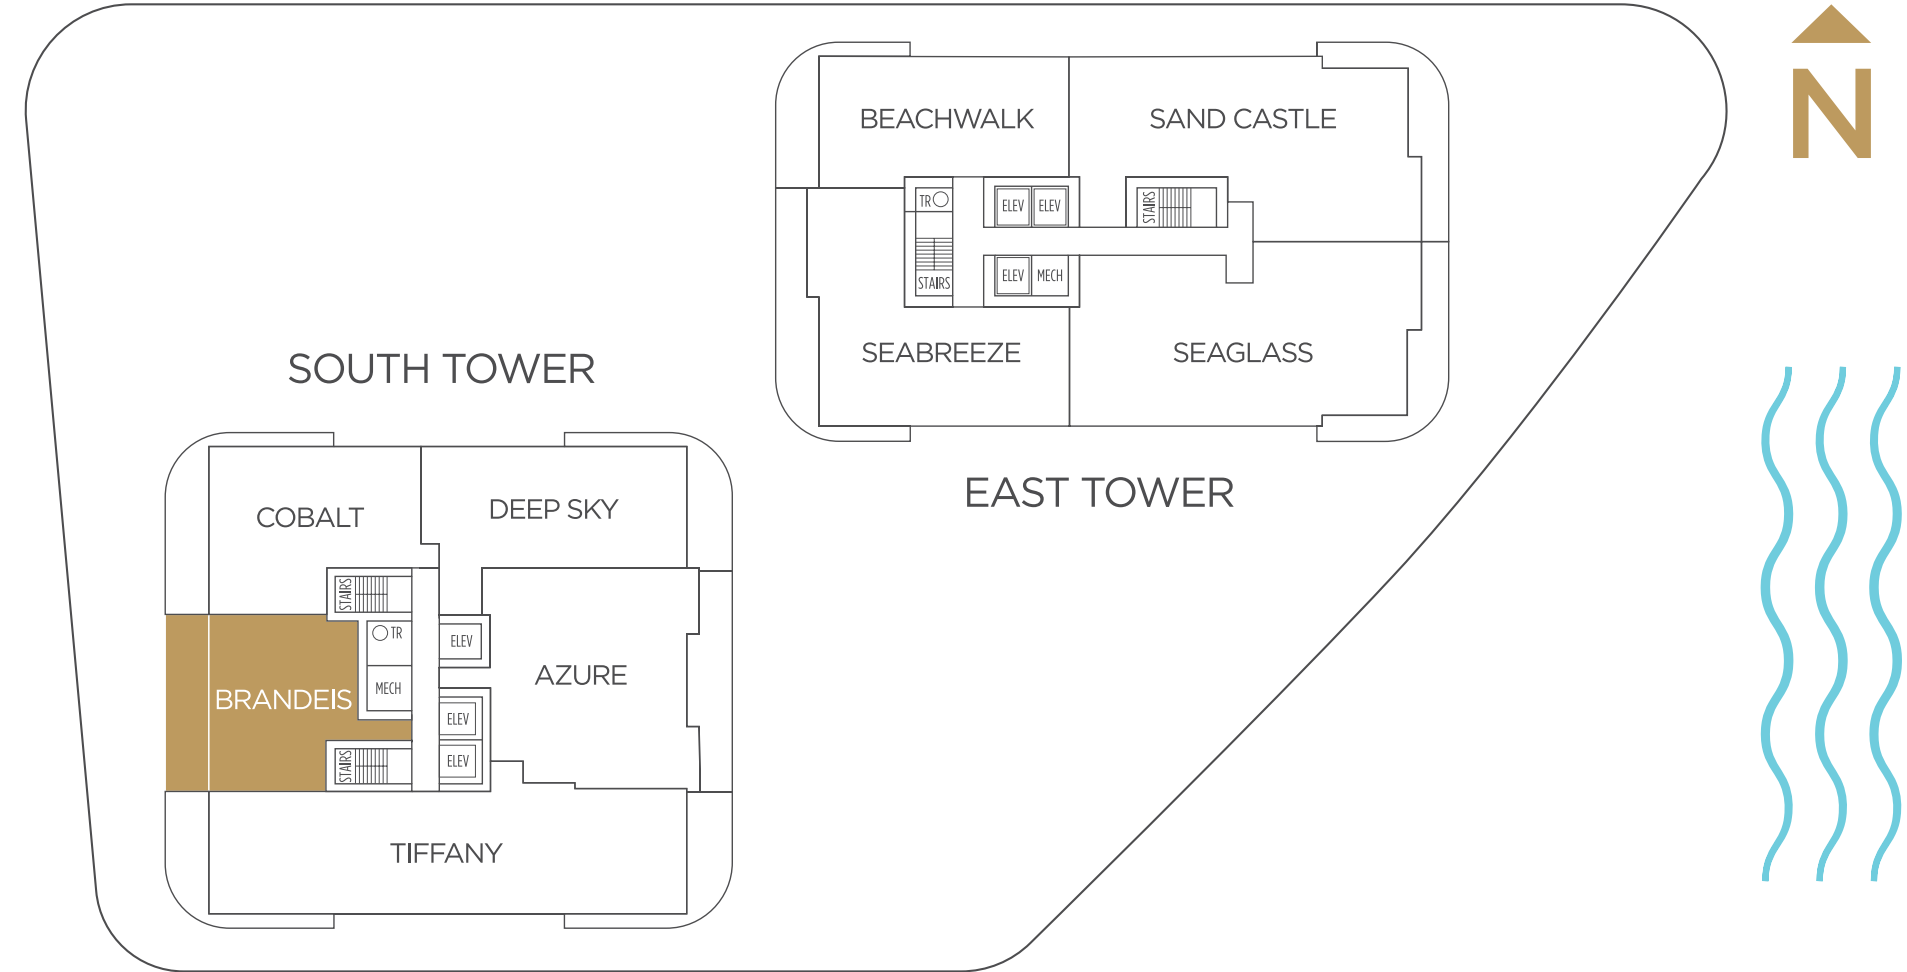 N
BEACHWALK
SAND CASTLE
TR
ELEV
ELEV
STAIRS
STAIRS
ELEV
MECH
SEABREEZE
SEAGLASS
EAST TOWER
SOUTH TOWER
COBALT
DEEP SKY
STAIRS
TR
ELEV
BRANDEIS
MECH
AZURE
ELEV
ELEV
STAIRS
TIFFANY